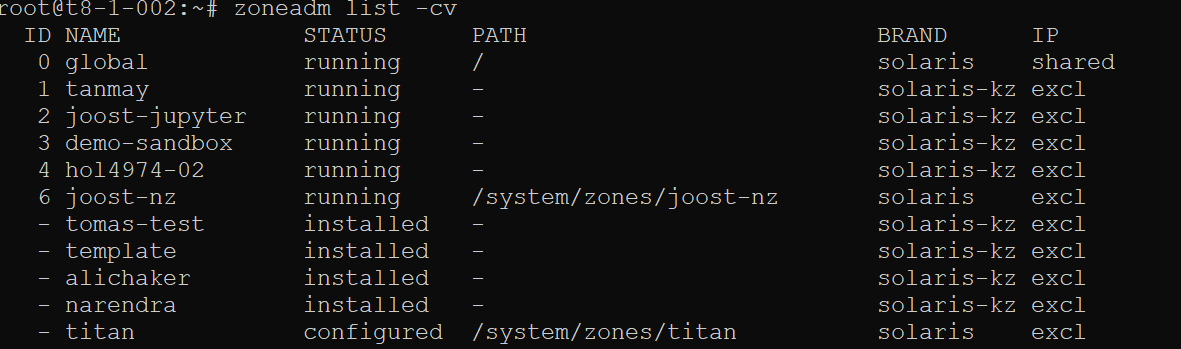 root@t8-1-002:~# zoneadm list -cv
ID NAME STATUS PATH BRAND IP
0 global running / solaris shared
1 tanmay running - solaris-kz excl
2 joost-jupyter running - solaris-kz excl
3 demo-sandbox running - solaris-kz excl
4 hol4974-02 running - solaris-kz excl
6 joost-nz running /system/zones/joost-nz solaris excl
- tomas-test installed - solaris-kz excl
- template installed - solaris-kz excl
- alichaker installed - solaris-kz excl
- narendra installed - solaris-kz excl
- titan configured /system/zones/titan solaris excl